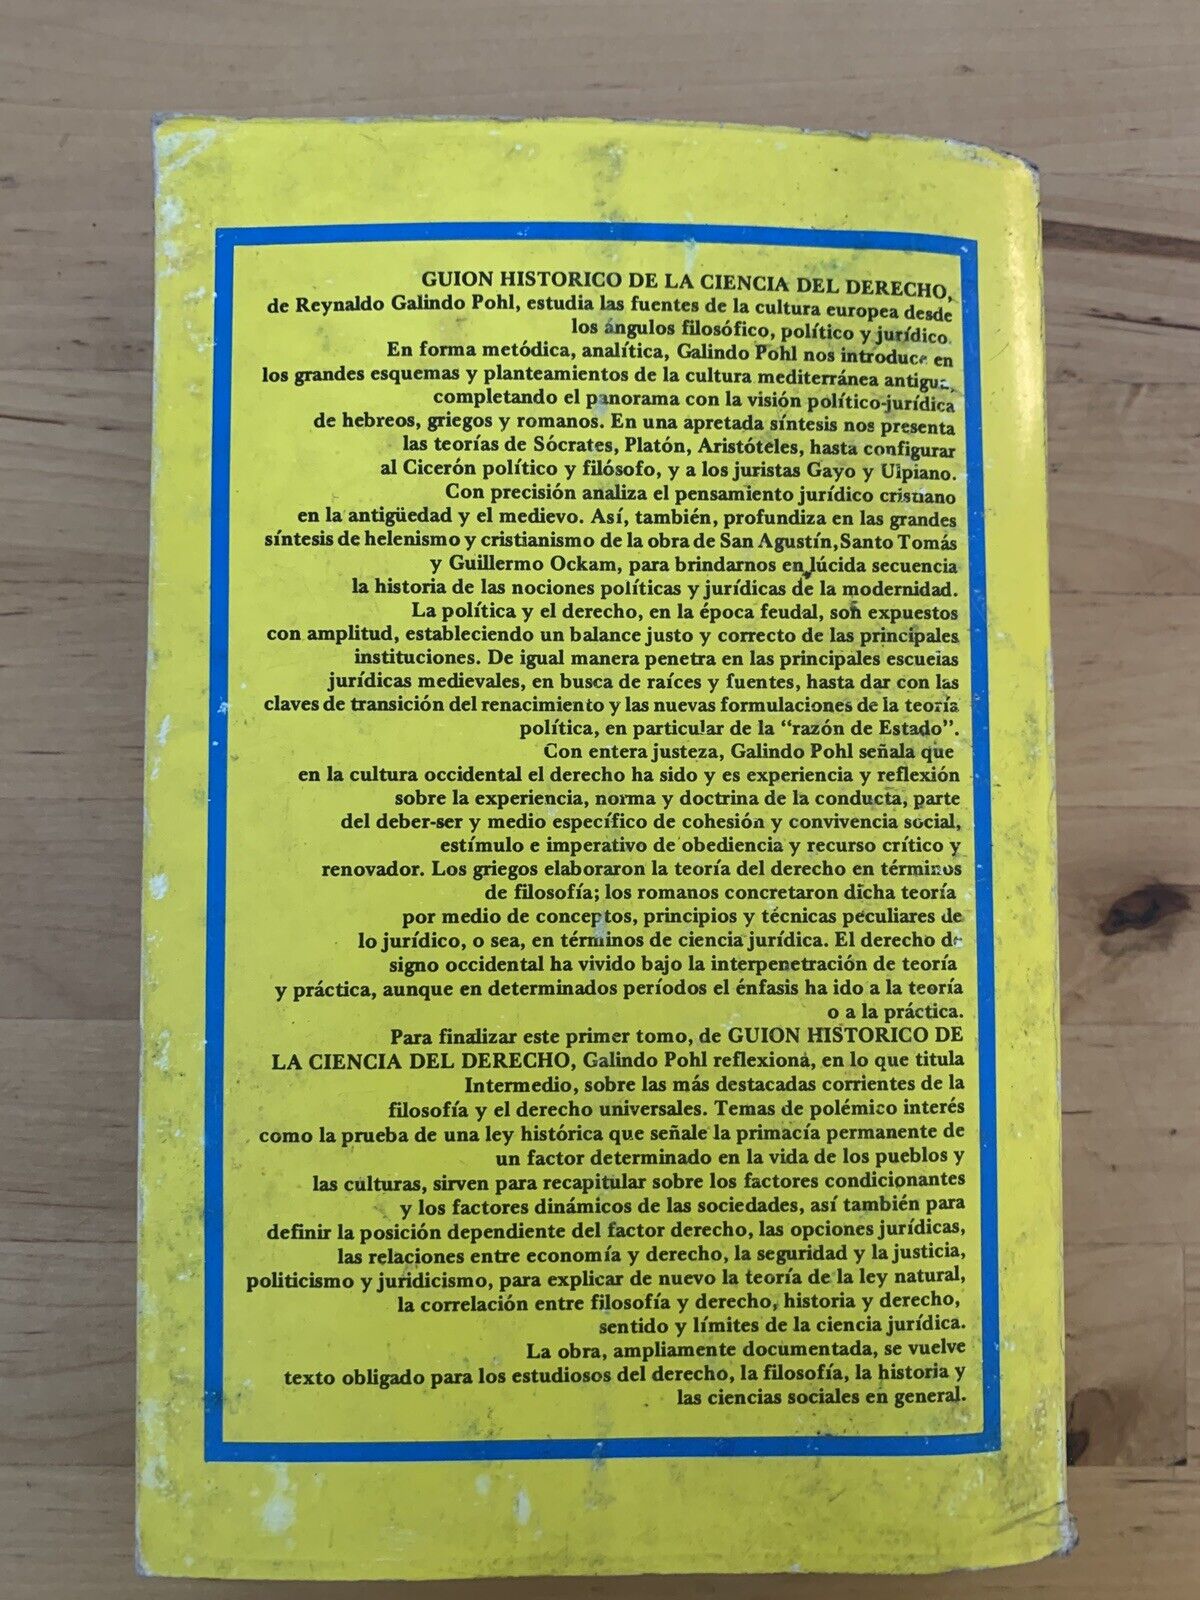 GUION HISTORICO DE LA CIENCIA DEL DERECHO,
de Reynaldo Galindo Pohl, estudia las fuentes de la cultura europea desde
los ángulos filosófico, político y jurídico.
En forma metódica, analítica, Galindo Pohl nos introduce en
los grandes esquemas y planteamientos de la cultura mediterránea antigua,
completando el panorama con la visión político-jurídica
de hebreos, griegos y romanos. En una apretada síntesis nos presenta
las teorías de Sócrates, Platón, Aristóteles, hasta configurar
al Cicerón político y filósofo, y a los juristas Gayo y Ulpiano.
Con precisión analiza el pensamiento jurídico cristiano
en la antigüedad y el medievo. Así, también, profundiza en las grandes
síntesis de helenismo y cristianismo de la obra de San Agustín, Santo Tomás
y Guillermo Ockam, para brindarnos en lúcida secuencia
la historia de las nociones políticas y jurídicas de la modernidad.
La política y el derecho, en la época feudal, son expuestos
con amplitud, estableciendo un balance justo y correcto de las principales
instituciones. De igual manera penetra en las principales escuelas
jurídicas medievales, en busca de raíces y fuentes, hasta dar con las
claves de transición del renacimiento y las nuevas formulaciones de la teoría
política, en particular de la “razón de Estado”.
Con entera justeza, Galindo Pohl señala que
en la cultura occidental el derecho ha sido y es experiencia y reflexión
sobre la experiencia, norma y doctrina de la conducta, parte
del deber-ser y medio específico de cohesión y convivencia social,
estímulo e imperativo de obediencia y recurso crítico y
renovador. Los griegos elaboraron la teoría del derecho en términos
de filosofía; los romanos concretaron dicha teoría
por medio de conceptos, principios y técnicas peculiares de
lo jurídico, o sea, en términos de ciencia jurídica. El derecho de
signo occidental ha vivido bajo la interpenetración de teoría
y práctica, aunque en determinados períodos el énfasis ha ido a la teoría
o a la práctica.
Para finalizar este primer tomo, de GUION HISTORICO DE
LA CIENCIA DEL DERECHO, Galindo Pohl reflexiona, en lo que titula
Intermedio, sobre las más destacadas corrientes de la
filosofía y el derecho universales. Temas de polémico interés
como la prueba de una ley histórica que señale la primacía permanente de
un factor determinado en la vida de los pueblos y
las culturas, sirven para recapitular sobre los factores condicionantes
y los factores dinámicos de las sociedades, así también para
definir la posición dependiente del factor derecho, las opciones jurídicas,
las relaciones entre economía y derecho, la seguridad y la justicia,
politicismo y juridicismo, para explicar de nuevo la teoría de la ley natural,
la correlación entre filosofía y derecho, historia y derecho,
sentido y límites de la ciencia jurídica.
La obra, ampliamente documentada, se vuelve
texto obligado para los estudiosos del derecho, la filosofía, la historia y
las ciencias sociales en general.